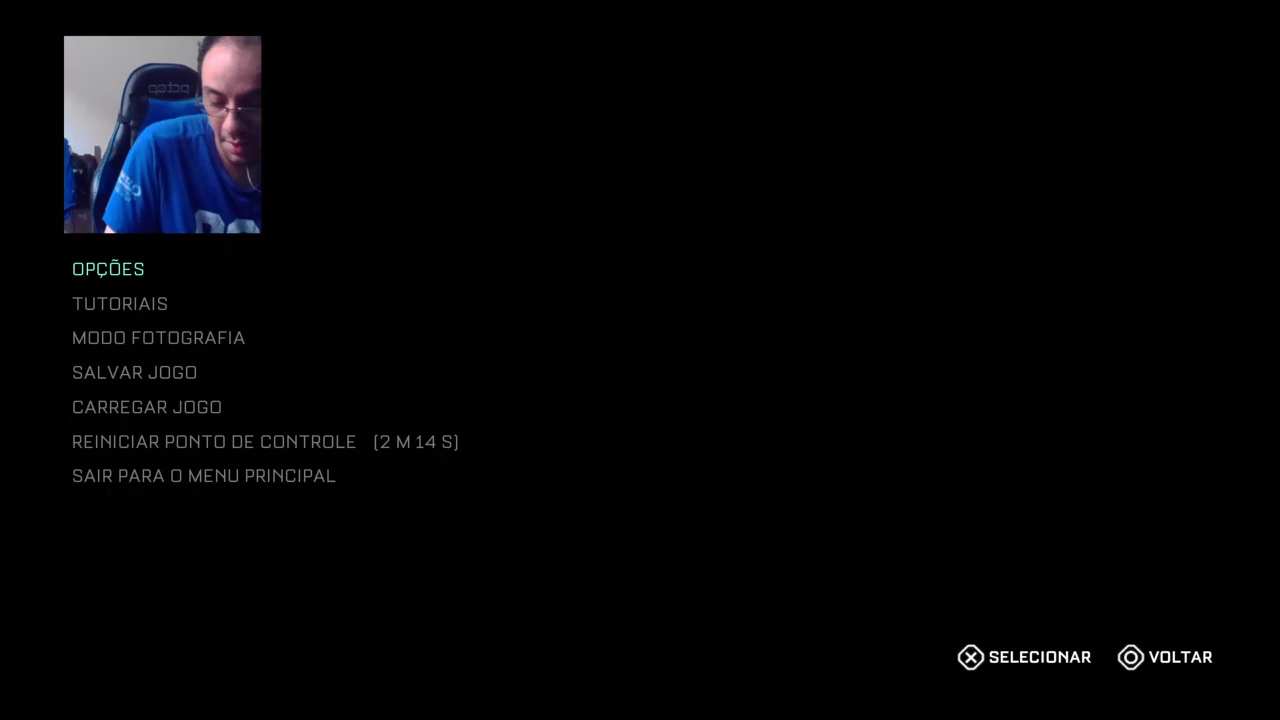 OPÇÕES
TUTORIAIS
MODO FOTOGRAFIA
SALVAR JOGO
CARREGAR JOGO
REINICIAR PONTO DE CONTROLE (2 M 14 S)
SAIR PARA O MENU PRINCIPAL
SELECIONAR VOLTAR